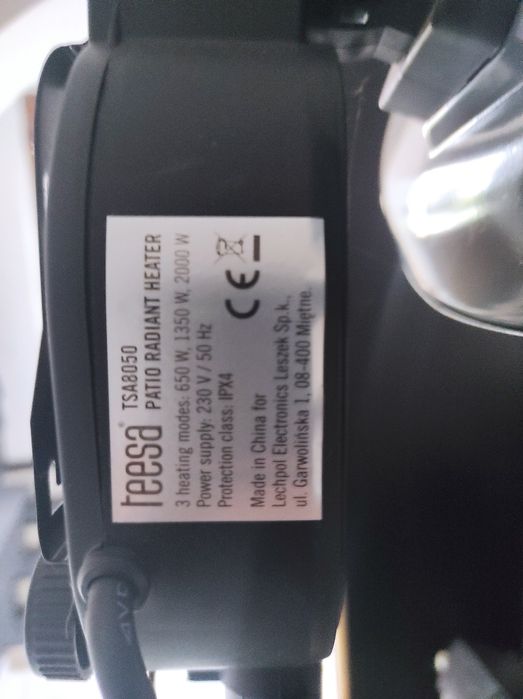 teesa® TSA8050
PATIO RADIANT HEATER
3 heating modes: 650 W, 1350 W, 2000 W
Power supply: 230 V / 50 Hz
Protection class: IPX4
CE
Made in China for
Lechpol Electronics Leszek Sp.k.,
ul. Garwolińska 1, 08-400 Miętne.